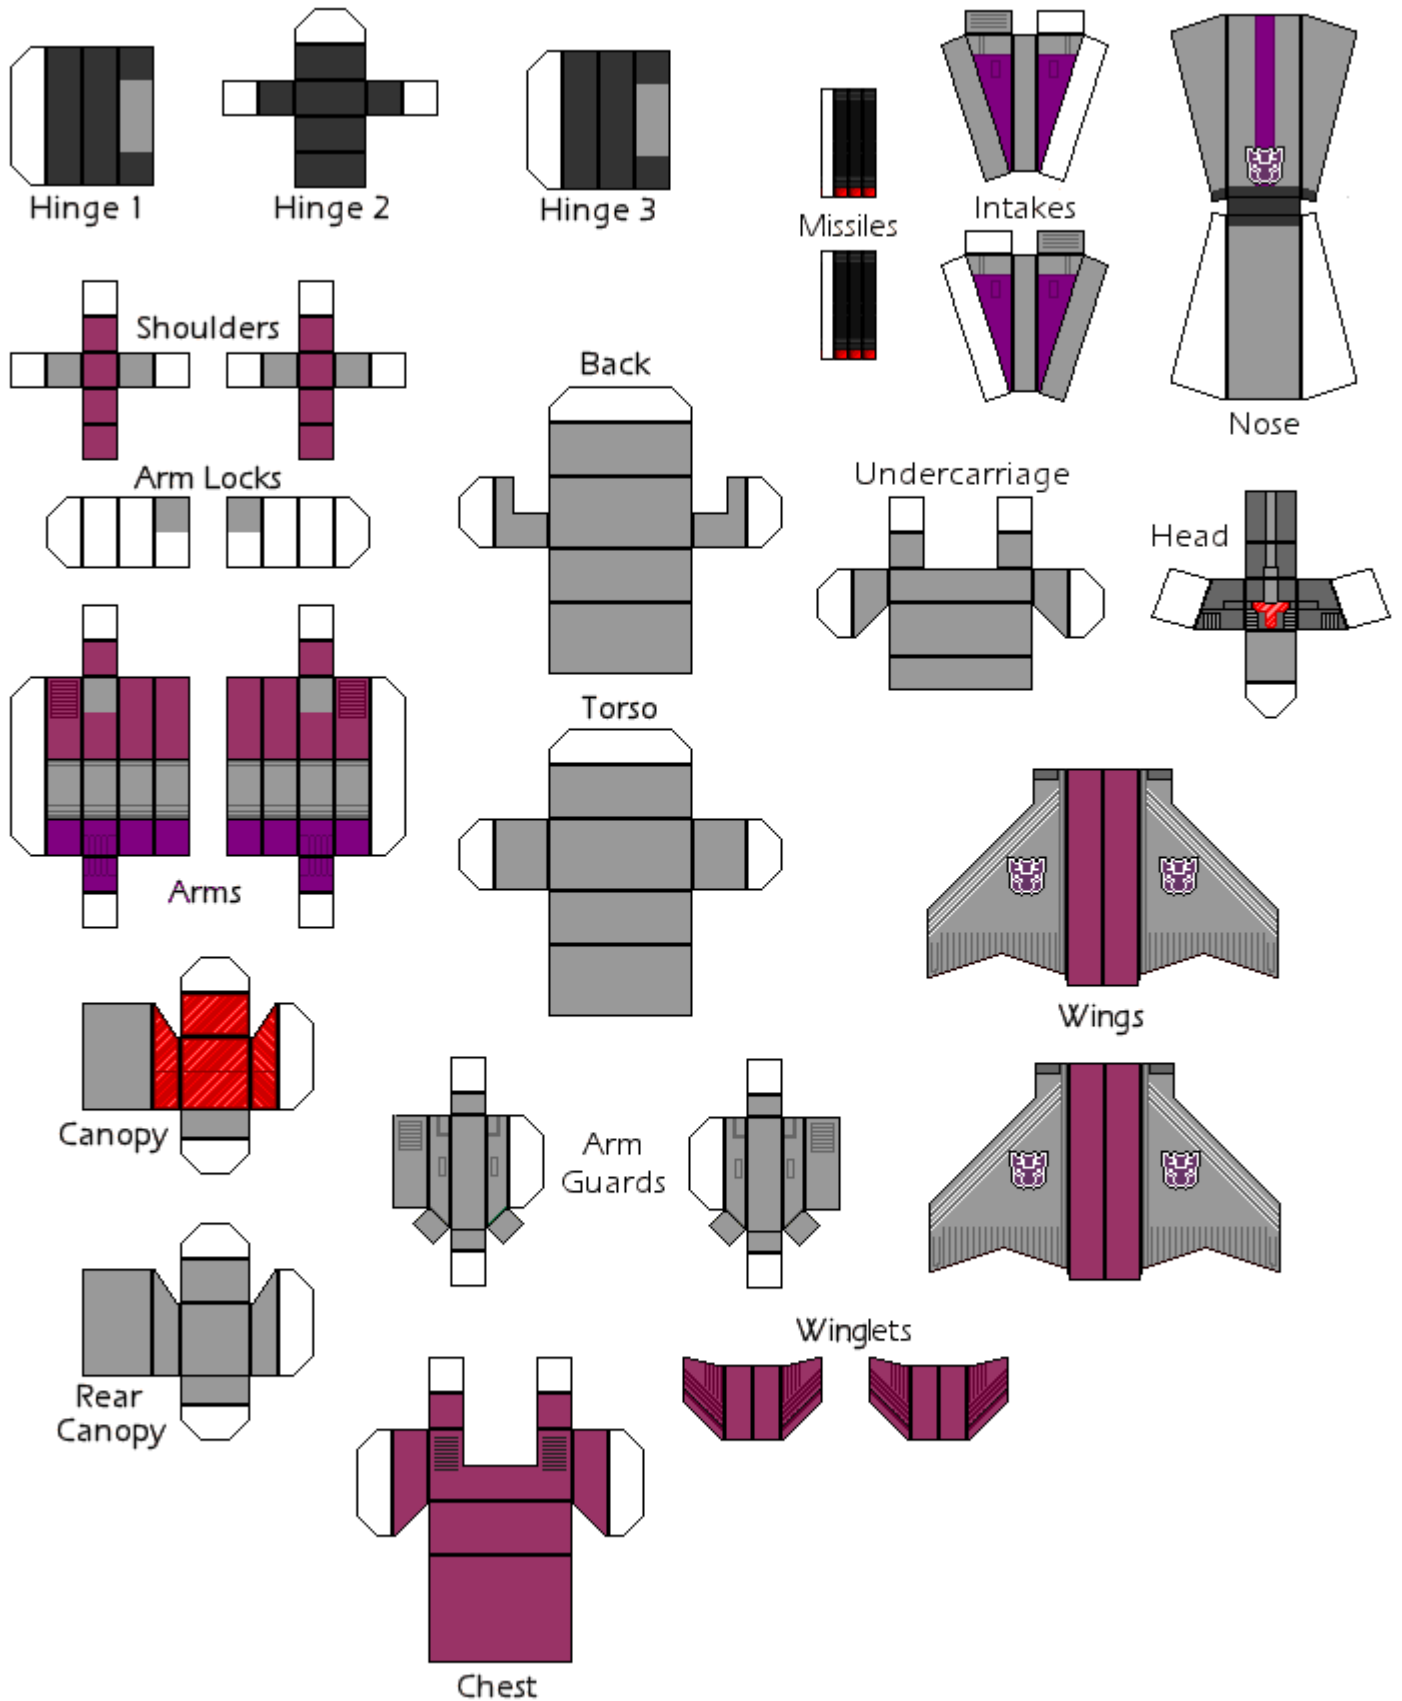 Hinge 1
Hinge 2
Hinge 3
Missiles
Intakes
Nose
Shoulders
Back
Arm Locks
Undercarriage
Head
Torso
Arms
Wings
Canopy
Arm
Guards
Winglets
Rear
Canopy
Chest